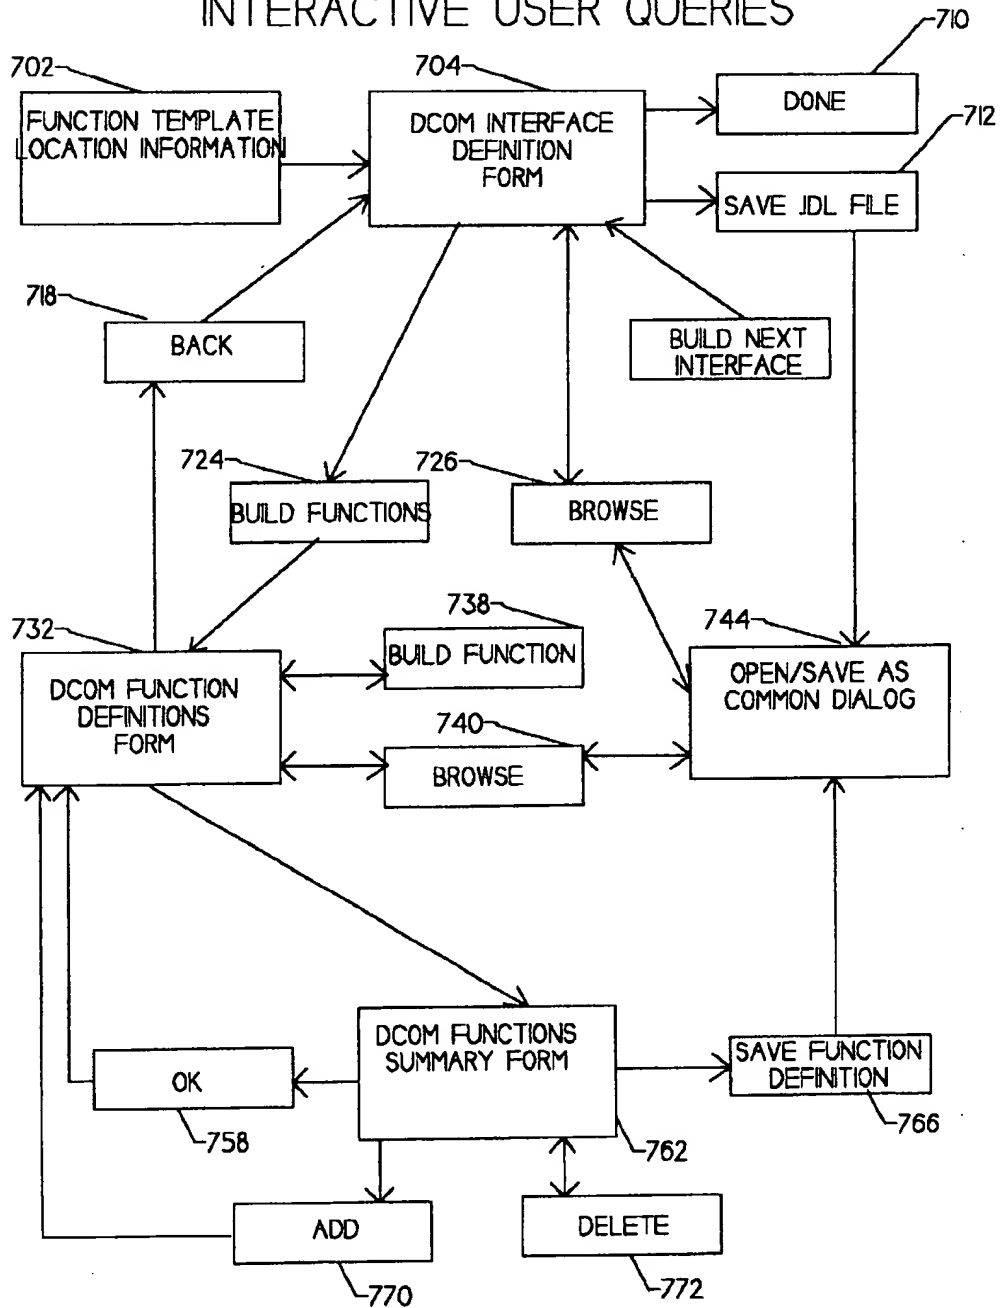 INTERACTIVE USER QUERIES
710
702
704
FUNCTION TEMPLATE
LOCATION INFORMATION
DCOM INTERFACE
DEFINITION
FORM
DONE
712
SAVE IDL FILE
718
BACK
BUILD NEXT
INTERFACE
724
726
BUILD FUNCTIONS
BROWSE
732
738
744
DCOM FUNCTION
DEFINITIONS
FORM
BUILD FUNCTION
OPEN/SAVE AS
COMMON DIALOG
740
BROWSE
DCOM FUNCTIONS
SUMMARY FORM
SAVE FUNCTION
DEFINITION
OK
758
762
766
ADD
DELETE
770
772